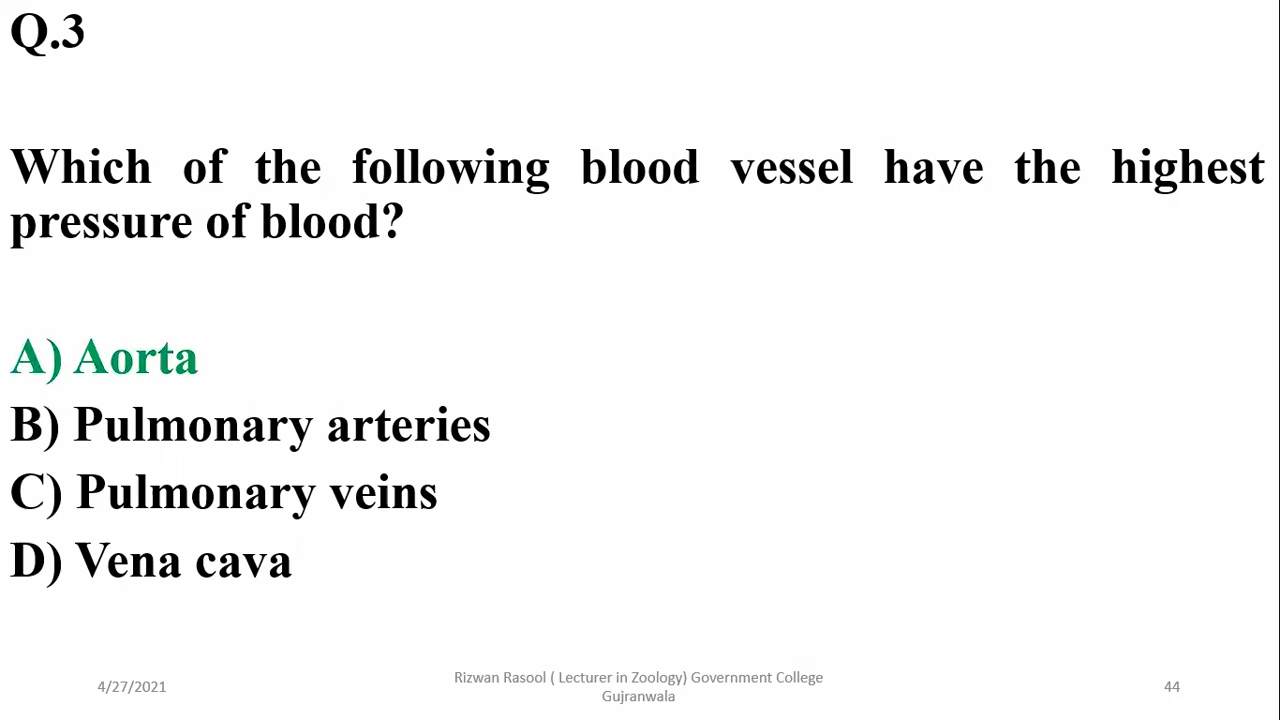 Q.3
Which of the following blood vessel have the highest
pressure of blood?
A) Aorta
B) Pulmonary arteries
C) Pulmonary veins
D) Vena cava
4/27/2021
Rizwan Rasool ( Lecturer in Zoology) Government College
Gujranwala
44